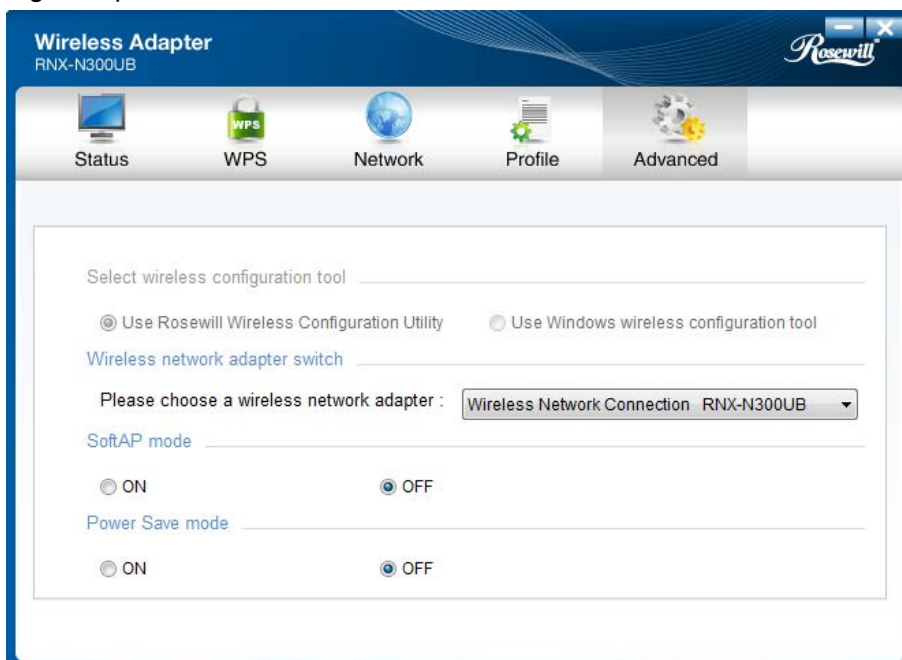 Wireless Adapter
RNX-N300UB
Rosewill
WPS
Status WPS Network Profile Advanced
Select wireless configuration tool
Use Rosewill Wireless Configuration Utility Use Windows wireless configuration tool
Wireless network adapter switch
Please choose a wireless network adapter : Wireless Network Connection RNX-N300UB
SoftAP mode
ON OFF
Power Save mode
ON OFF